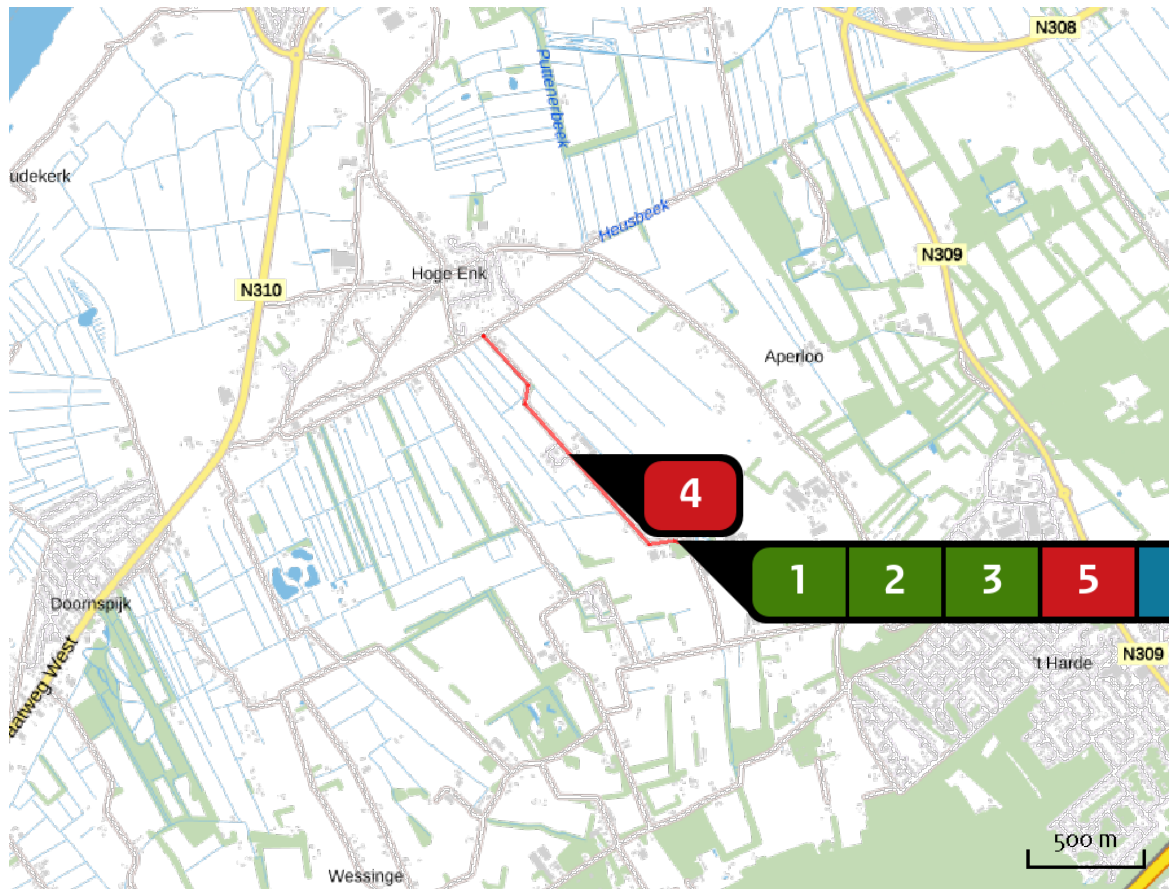 N308
Puttenerbeek
udekerk
Heusbeek
N309
Hoge Enk
N310
Aperloo
4
1 2 3 5
Doornspijk
N309
't Harde
aatweg West
500 m
Wessinge